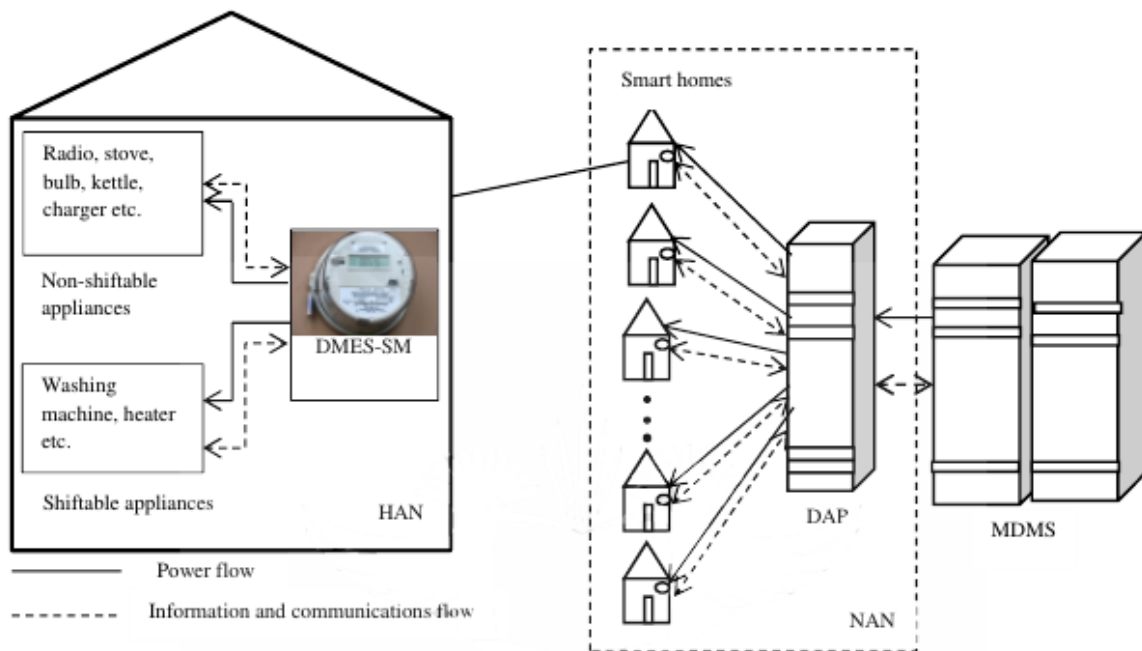 Smart homes
Radio, stove,
bulb, kettle,
charger etc.
Non-shiftable
appliances
DMES-SM
Washing
machine, heater
etc.
Shiftable appliances
HAN
DAP
MDMS
Power flow
Information and communications flow
NAN